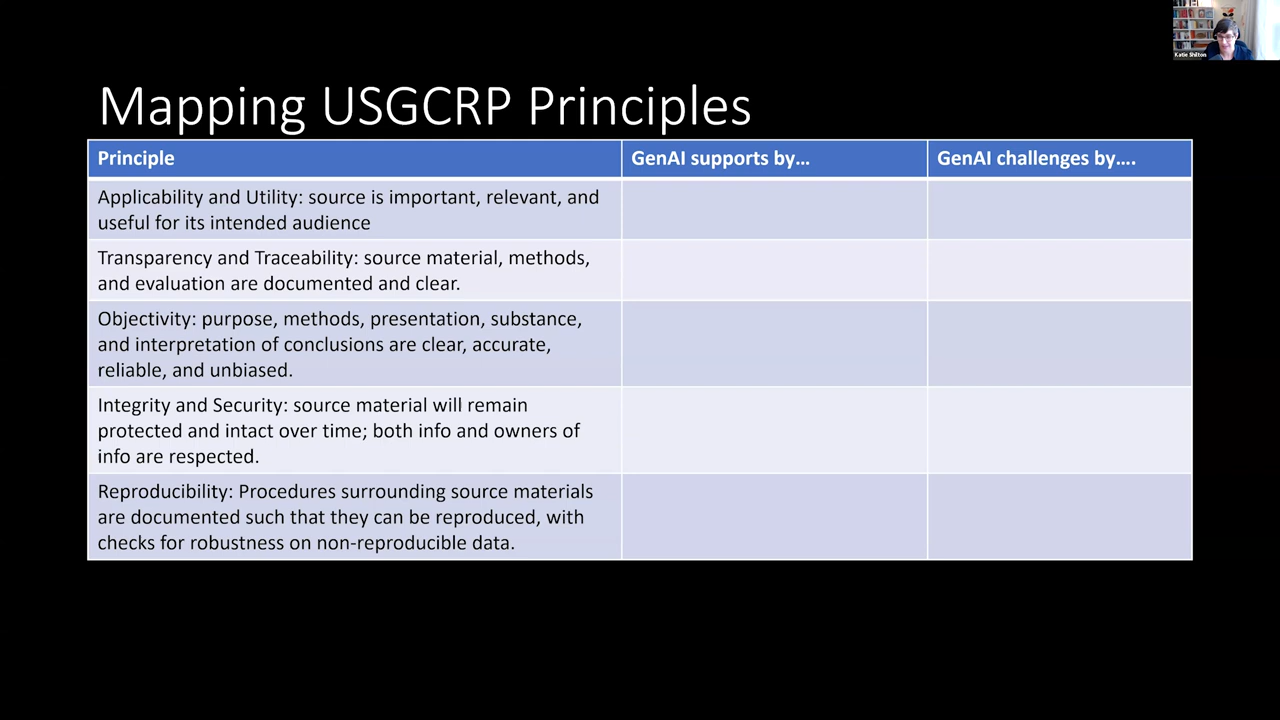 Katie Shilton
Mapping USGCRP Principles
Principle
GenAI supports by…
GenAI challenges by….
Applicability and Utility: source is important, relevant, and
useful for its intended audience
Transparency and Traceability: source material, methods,
and evaluation are documented and clear.
Objectivity: purpose, methods, presentation, substance,
and interpretation of conclusions are clear, accurate,
reliable, and unbiased.
Integrity and Security: source material will remain
protected and intact over time; both info and owners of
info are respected.
Reproducibility: Procedures surrounding source materials
are documented such that they can be reproduced, with
checks for robustness on non-reproducible data.